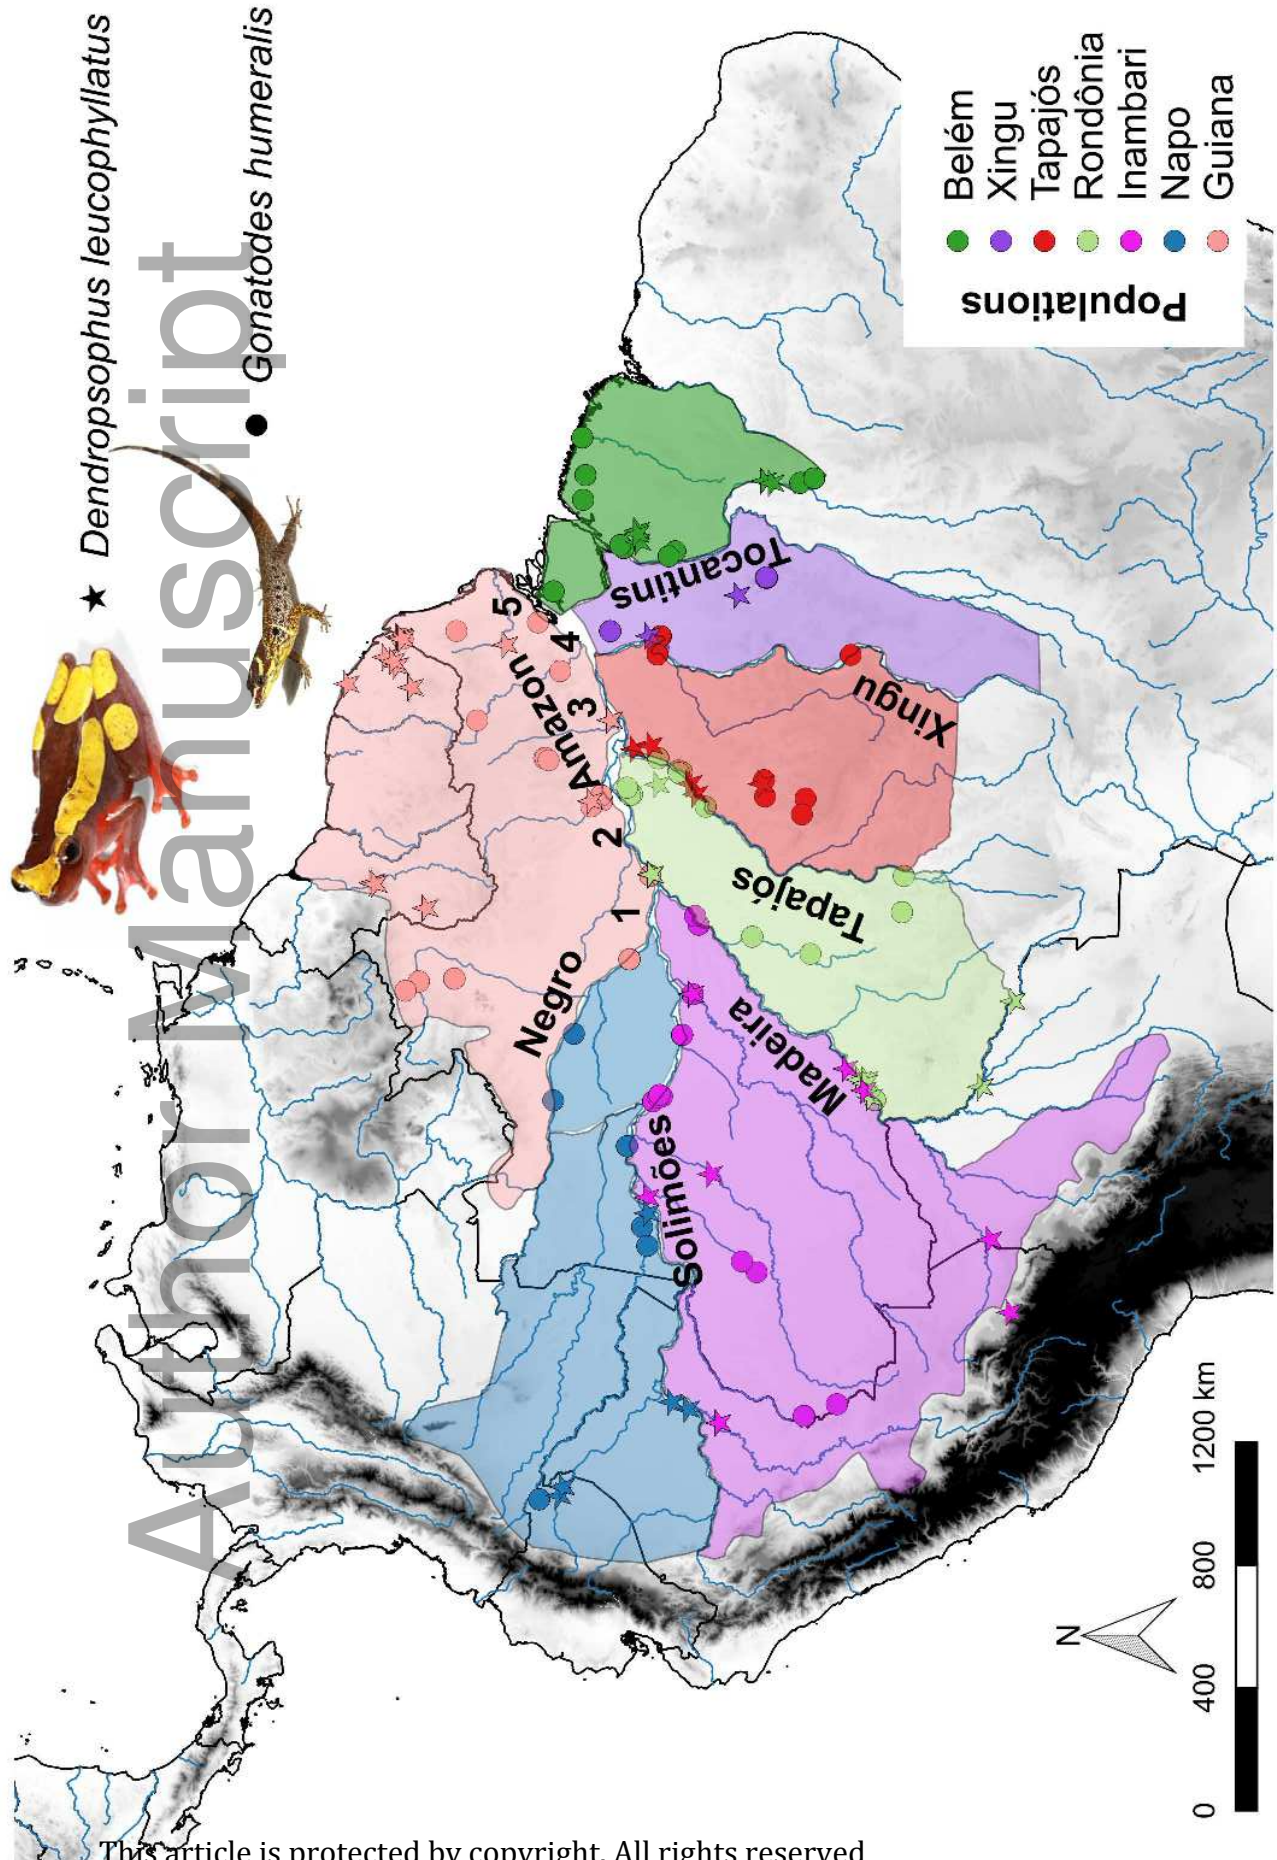 Dendropsophus leucophyllatus
Gonatodes humeralis
Author Manuscript
Negro
Amazon
Solimões
Madeira
Tapajós
Xingu
Tocantins
1
2
3
4
5
Populations
Belém
Xingu
Tapajós
Rondônia
Inambari
Napo
Guiana
N
0 400 800 1200 km
This article is protected by copyright. All rights reserved